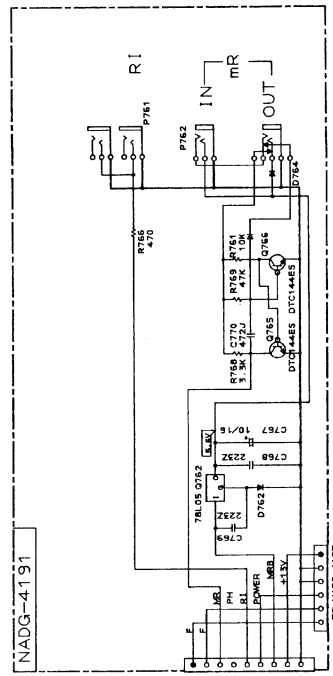 RI
P761
IN
mR
OUT
P762
D764
R766
470
R761
10K
R769
47K
C770
472J
R768
3.3K
Q766
DTC144ES
Q765
DTC144ES
5.6V
C767
10/16
C768
223Z
78L05
Q762
I
G
O
C769
223Z
D762
NADG-4191
F
F
MR
PH
RI
POWER
MRB
+13V